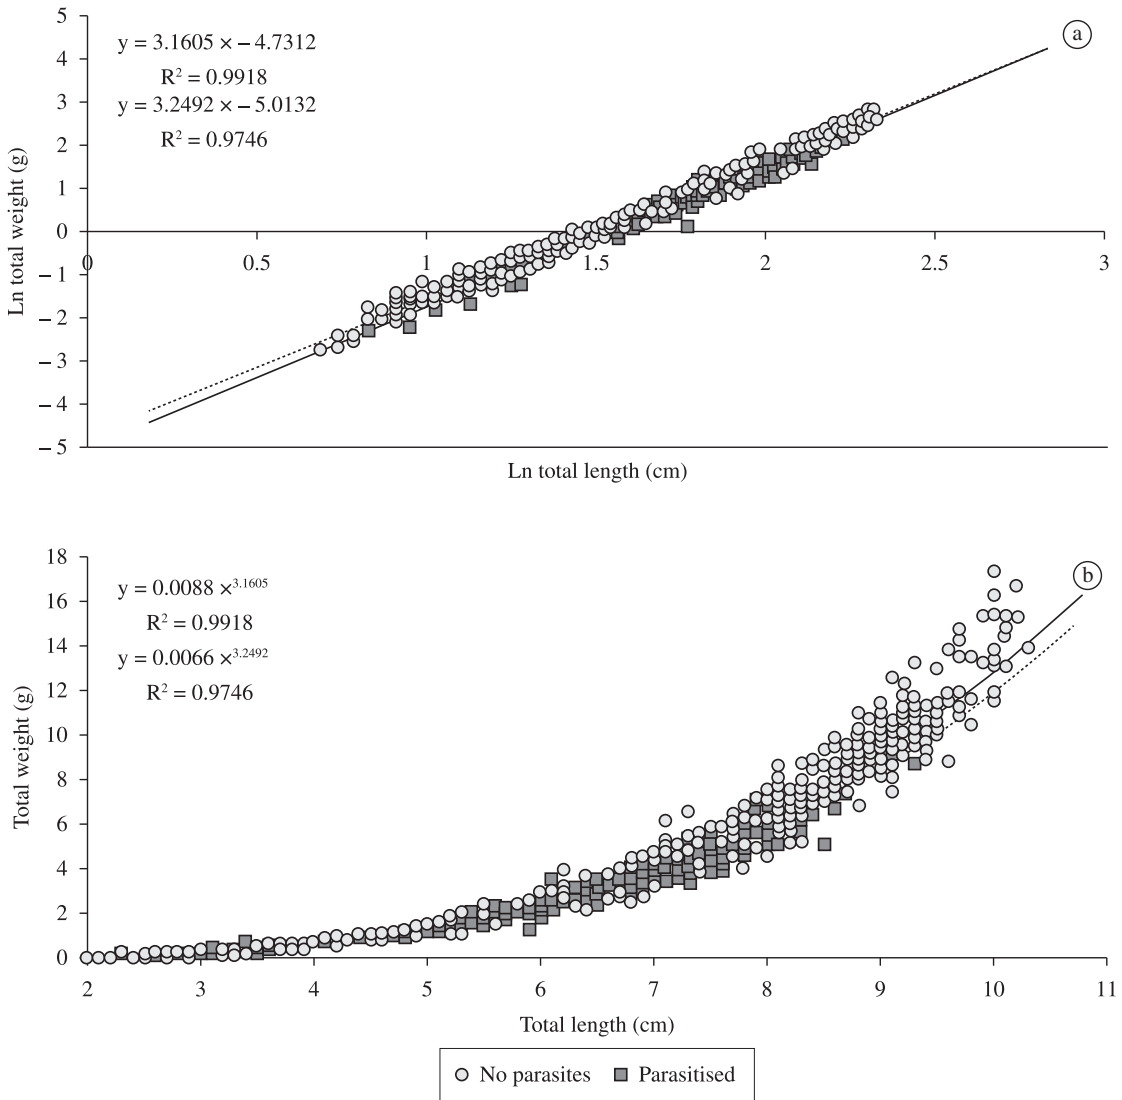 5
4
3
2
1
0
– 1
– 2
– 3
– 4
– 5
Ln total weight (g)
y = 3.1605 × – 4.7312
R² = 0.9918
y = 3.2492 × – 5.0132
R² = 0.9746
a
0 0.5 1 1.5 2 2.5 3
Ln total length (cm)
18
16
14
12
10
8
6
4
2
0
Total weight (g)
y = 0.0088 ×^3.1605
R² = 0.9918
y = 0.0066 ×^3.2492
R² = 0.9746
b
2 3 4 5 6 7 8 9 10 11
Total length (cm)
No parasites Parasitised